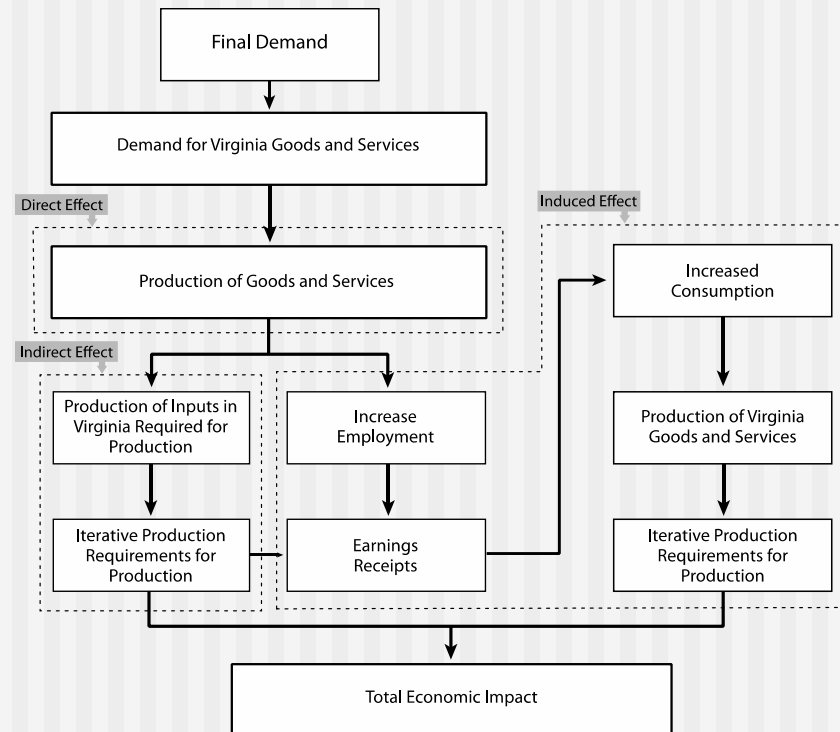 Final Demand
Demand for Virginia Goods and Services
Direct Effect
Induced Effect
Production of Goods and Services
Increased
Consumption
Indirect Effect
Production of Inputs in
Virginia Required for
Production
Increase
Employment
Production of Virginia
Goods and Services
Iterative Production
Requirements for
Production
Earnings
Receipts
Iterative Production
Requirements for
Production
Total Economic Impact